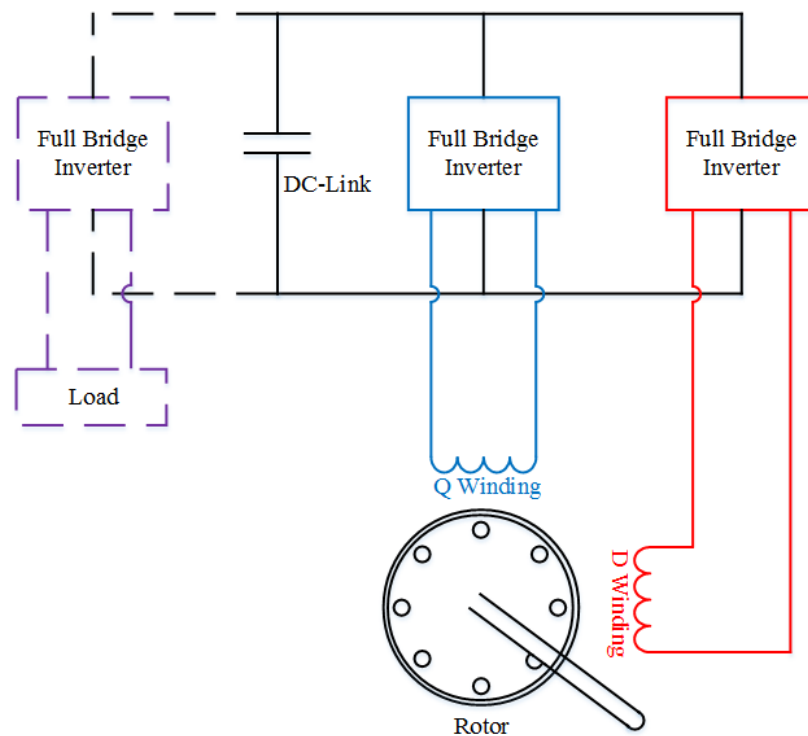 Full Bridge
Inverter
Full Bridge
Inverter
Full Bridge
Inverter
DC-Link
Load
Q Winding
D Winding
Rotor